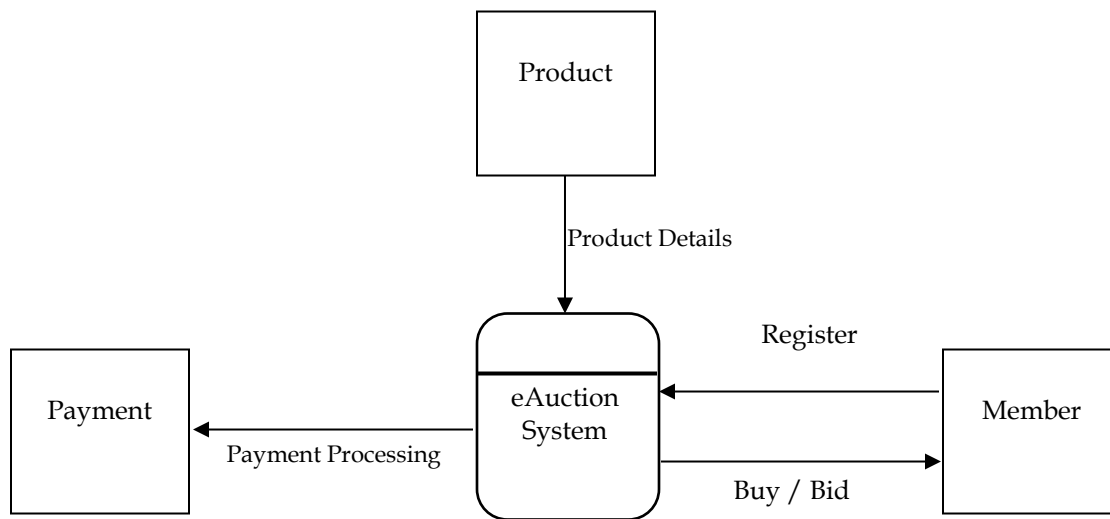 Product
Product Details
Register
Payment
eAuction
System
Member
Payment Processing
Buy / Bid